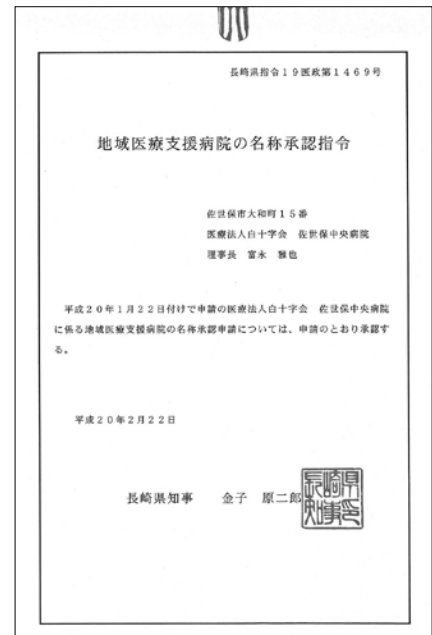 長崎県指令19医政第1469号
地域医療支援病院の名称承認指令
佐世保市大和町15番
医療法人白十字会　佐世保中央病院
理事長　富永　雅也
平成20年1月22日付けで申請の医療法人白十字会　佐世保中央病院
に係る地域医療支援病院の名称承認申請については、申請のとおり承認す
る。
平成20年2月22日
長崎県知事　金子　原二郎
長崎県知事印